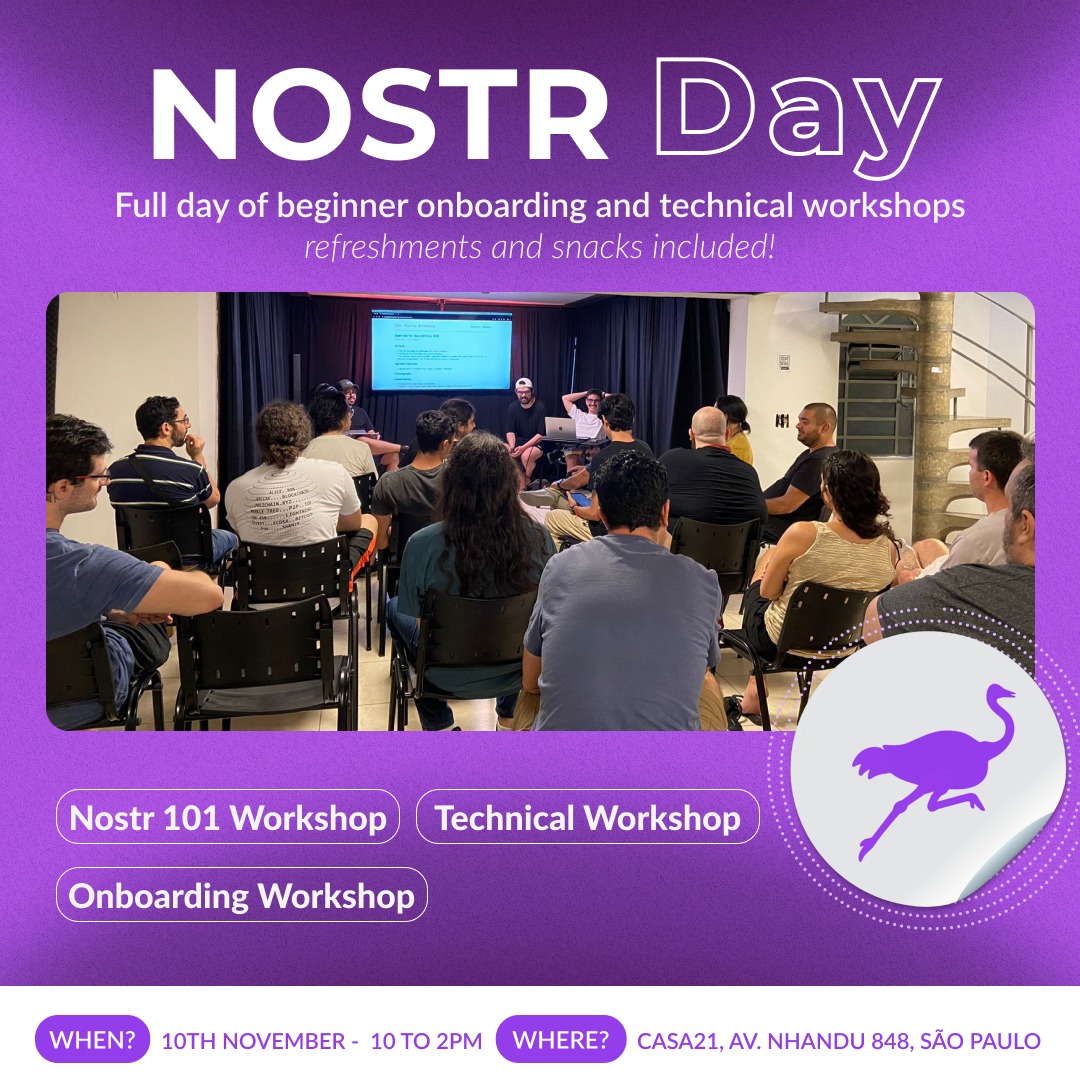 NOSTR Day
Full day of beginner onboarding and technical workshops
refreshments and snacks included!
Nostr 101 Workshop
Technical Workshop
Onboarding Workshop
WHEN? 10TH NOVEMBER - 10 TO 2PM WHERE? CASA21, AV. NHANDU 848, SÃO PAULO